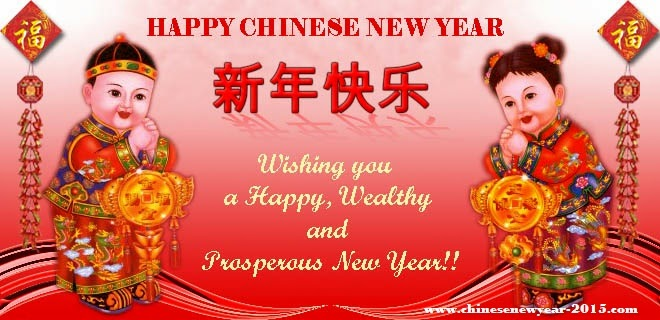 HAPPY CHINESE NEW YEAR
福
福
新年快乐
Wishing you
a Happy, Wealthy
and
Prosperous New Year!!
www.chinesenewyear-2015.com